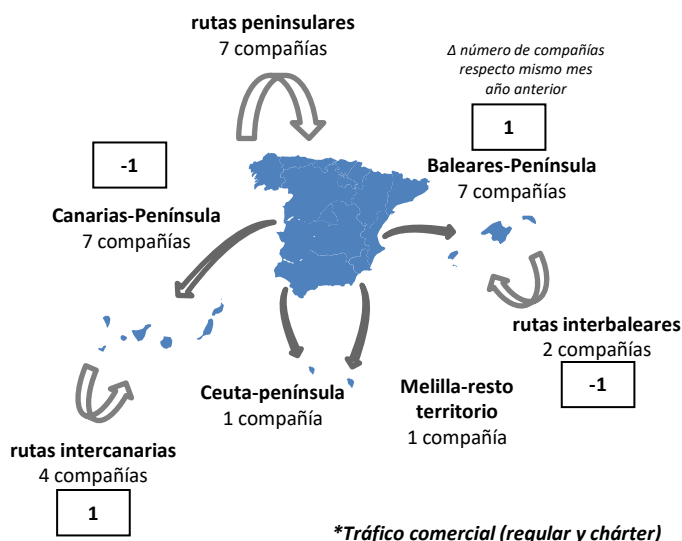 rutas peninsulares
7 compañías
Δ número de compañías
respecto mismo mes
año anterior
1
-1
Baleares-Península
7 compañías
Canarias-Península
7 compañías
rutas interbaleares
2 compañías
-1
Ceuta-península
1 compañía
Melilla-resto
territorio
1 compañía
rutas intercanarias
4 compañías
1
*Tráfico comercial (regular y chárter)